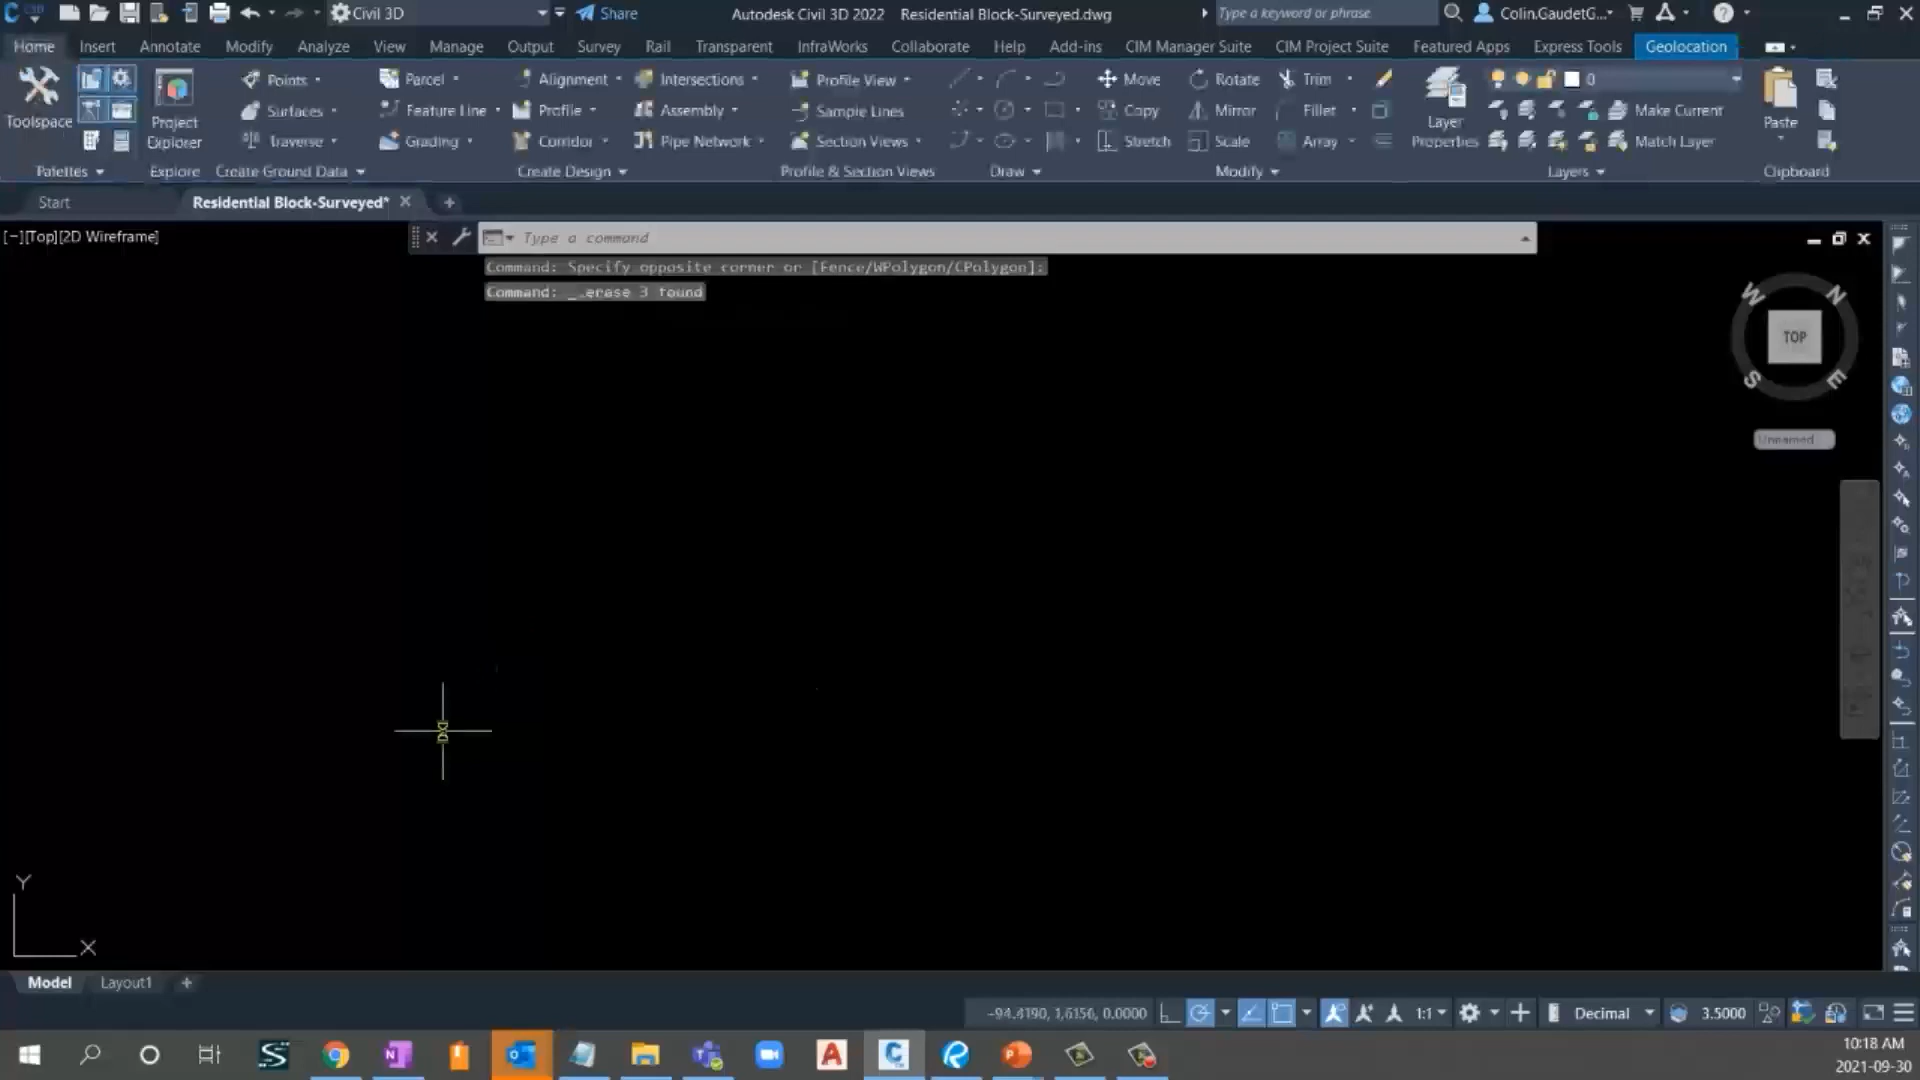 Civil 3D
Share
Autodesk Civil 3D 2022 Residential Block-Surveyed.dwg
Type a keyword or phrase
Colin.GaudetG...
Home Insert Annotate Modify Analyze View Manage Output Survey Rail Transparent InfraWorks Collaborate Help Add-ins CIM Manager Suite CIM Project Suite Featured Apps Express Tools Geolocation
Points Parcel Alignment Intersections Profile View Move Rotate Trim 0
Surfaces Feature Line Profile Assembly Sample Lines Copy Mirror Fillet Make Current
Toolspace Project Explorer Layer Properties Paste
Traverse Grading Corridor Pipe Network Section Views Stretch Scale Array Match Layer
Palettes Explore Create Ground Data Create Design Profile & Section Views Draw Modify Layers Clipboard
Start Residential Block-Surveyed*
[−][Top][2D Wireframe]
Type a command
Command: Specify opposite corner or [Fence/WPolygon/CPolygon]:
Command: _.erase 3 found
W N
TOP
S E
Unnamed
Y
X
Model Layout1
-94.4190, 1.6156, 0.0000 1:1 Decimal 3.5000
10:18 AM
2021-09-30